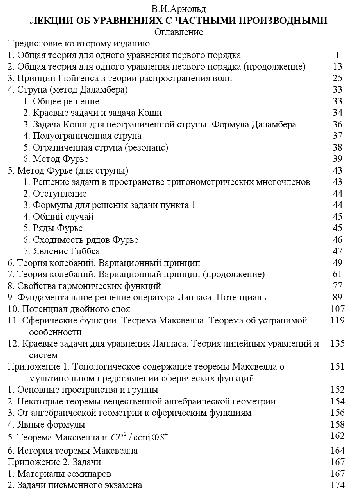 В.И.Арнольд
ЛЕКЦИИ ОБ УРАВНЕНИЯХ С ЧАСТНЫМИ ПРОИЗВОДНЫМИ
Оглавление
Предисловие ко второму изданию
1. Общая теория для одного уравнения первого порядка 1
2. Общая теория для одного уравнения первого порядка (продолжение) 13
3. Принцип Гюйгенса в теории распространения волн 25
4. Струна (метод Даламбера) 33
1. Общее решение 33
2. Краевые задачи и задача Коши 34
3. Задача Коши для неограниченной струны. Формула Даламбера 36
4. Полуограниченная струна 37
5. Ограниченная струна (резонанс) 38
6. Метод Фурье 39
5. Метод Фурье (для струны) 43
1. Решение задачи в пространстве тригонометрических многочленов 43
2. Отступление 44
3. Формулы для решения задачи пункта 1 44
4. Общий случай 45
5. Ряды Фурье 45
6. Сходимость рядов Фурье 46
7. Явление Гиббса 47
6. Теория колебаний. Вариационный принцип 49
7. Теория колебаний. Вариационный принцип (продолжение) 61
8. Свойства гармонических функций 77
9. Фундаментальное решение оператора Лапласа. Потенциалы 89
10. Потенциал двойного слоя 107
11. Сферические функции. Теорема Максвелла. Теорема об устранимой 119
особенности
12. Краевые задачи для уравнения Лапласа. Теория линейных уравнений и 135
систем
Приложение 1. Топологическое содержание теоремы Максвелла о 151
мультипольном представлении сферических функций
1. Основные пространства и группы 152
2. Некоторые теоремы вещественной алгебраической геометрии 154
3. От алгебраической геометрии к сферическим функциям 156
4. Явные формулы 158
5. Теорема Максвелла и 162
6. История теоремы Максвелла 164
Приложение 2. Задачи 167
1. Материалы семинаров 167
2. Задачи письменного экзамена 174